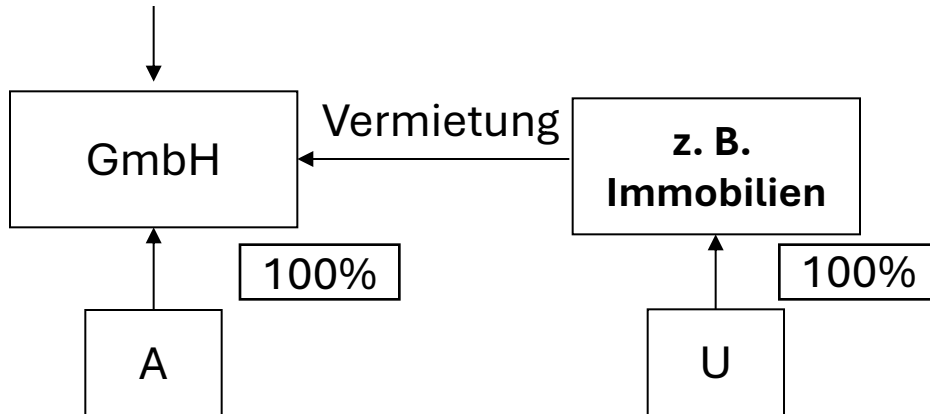 Vermietung
GmbH
z. B.
Immobilien
100%
100%
A
U